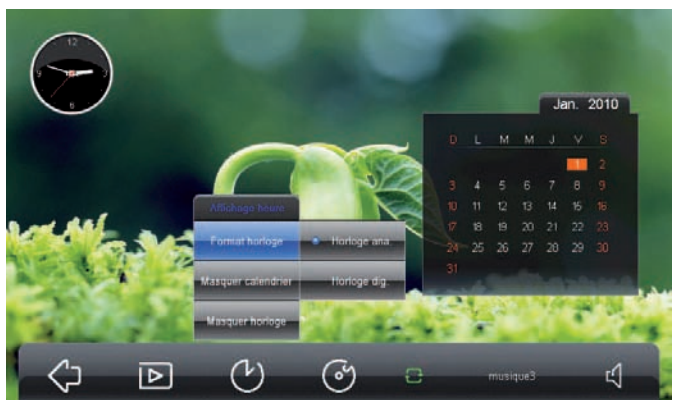 12
9
3
6
Jan. 2010
D L M M J V S
1 2
3 4 5 6 7 8 9
10 11 12 13 14 15 16
17 18 19 20 21 22 23
24 25 26 27 28 29 30
31
Affichage heure
Format horloge
Horloge ana.
Masquer calendrier
Horloge dig.
Masquer horloge
musique3